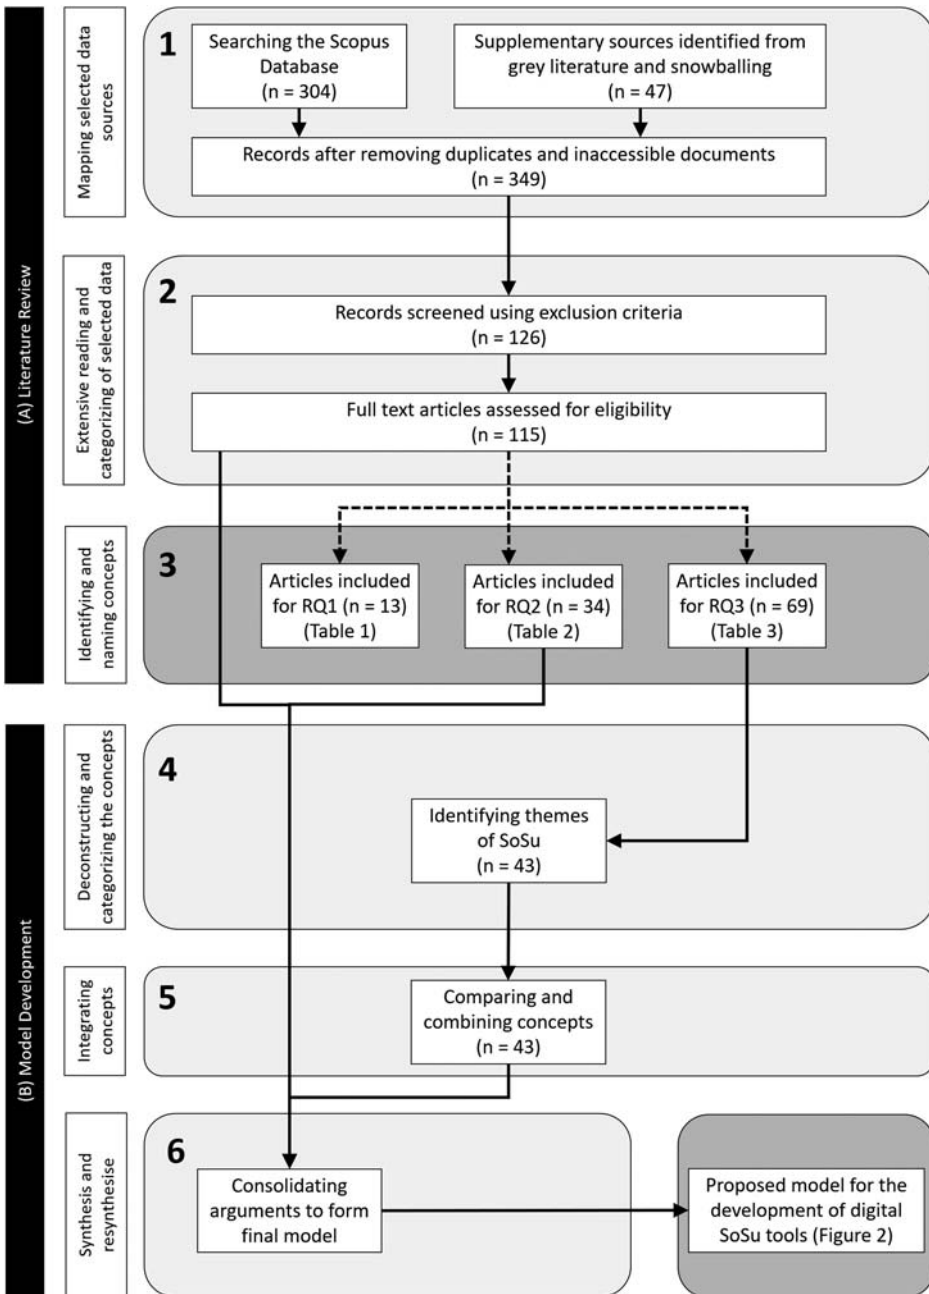 (A) Literature Review
Mapping selected data
sources
1
Searching the Scopus
Database
(n = 304)
Supplementary sources identified from
grey literature and snowballing
(n = 47)
Records after removing duplicates and inaccessible documents
(n = 349)
Extensive reading and
categorizing of selected data
2
Records screened using exclusion criteria
(n = 126)
Full text articles assessed for eligibility
(n = 115)
Identifying and
naming concepts
3
Articles included
for RQ1 (n = 13)
(Table 1)
Articles included
for RQ2 (n = 34)
(Table 2)
Articles included
for RQ3 (n = 69)
(Table 3)
(B) Model Development
Deconstructing and
categorizing the concepts
4
Identifying themes
of SoSu
(n = 43)
Integrating
concepts
5
Comparing and
combining concepts
(n = 43)
Synthesis and
resynthesise
6
Consolidating
arguments to form
final model
Proposed model for the
development of digital
SoSu tools (Figure 2)